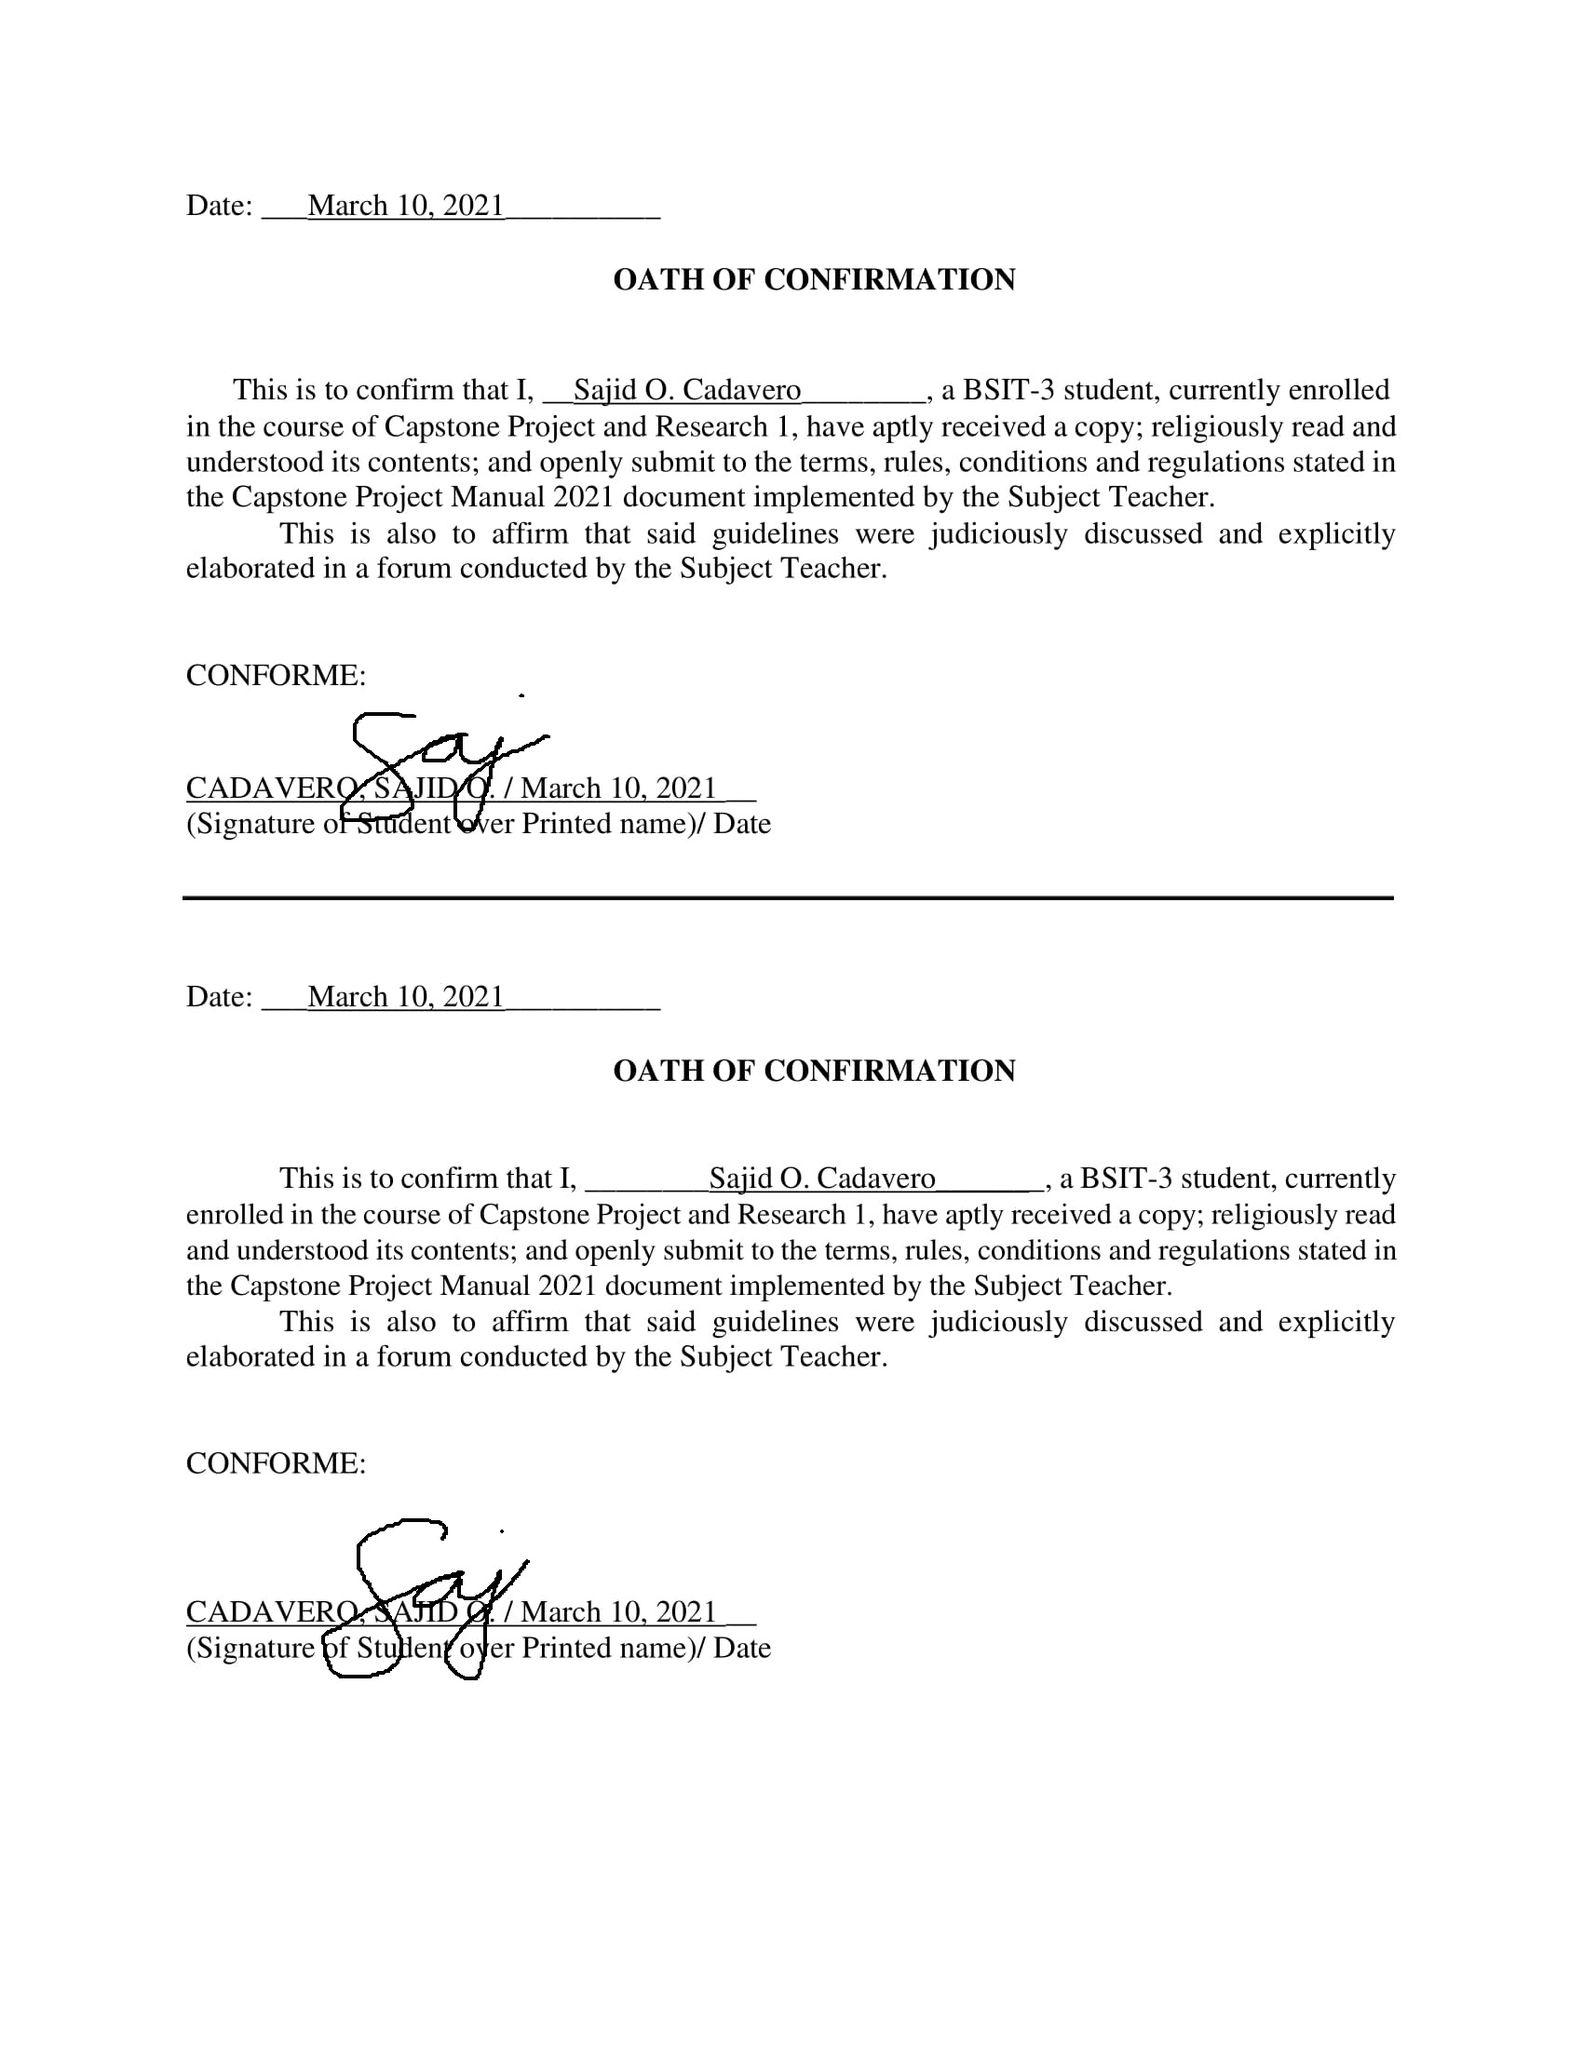 Date: ___March 10, 2021__________
OATH OF CONFIRMATION
This is to confirm that I, __Sajid O. Cadavero________, a BSIT-3 student, currently enrolled
in the course of Capstone Project and Research 1, have aptly received a copy; religiously read and
understood its contents; and openly submit to the terms, rules, conditions and regulations stated in
the Capstone Project Manual 2021 document implemented by the Subject Teacher.
This is also to affirm that said guidelines were judiciously discussed and explicitly
elaborated in a forum conducted by the Subject Teacher.
CONFORME:
Saj
CADAVERO, SAJID O. / March 10, 2021 __
(Signature of Student over Printed name)/ Date
Date: ___March 10, 2021__________
OATH OF CONFIRMATION
This is to confirm that I, ________Sajid O. Cadavero_______, a BSIT-3 student, currently
enrolled in the course of Capstone Project and Research 1, have aptly received a copy; religiously read
and understood its contents; and openly submit to the terms, rules, conditions and regulations stated in
the Capstone Project Manual 2021 document implemented by the Subject Teacher.
This is also to affirm that said guidelines were judiciously discussed and explicitly
elaborated in a forum conducted by the Subject Teacher.
CONFORME:
Saj
CADAVERO, SAJID O. / March 10, 2021 __
(Signature of Student over Printed name)/ Date